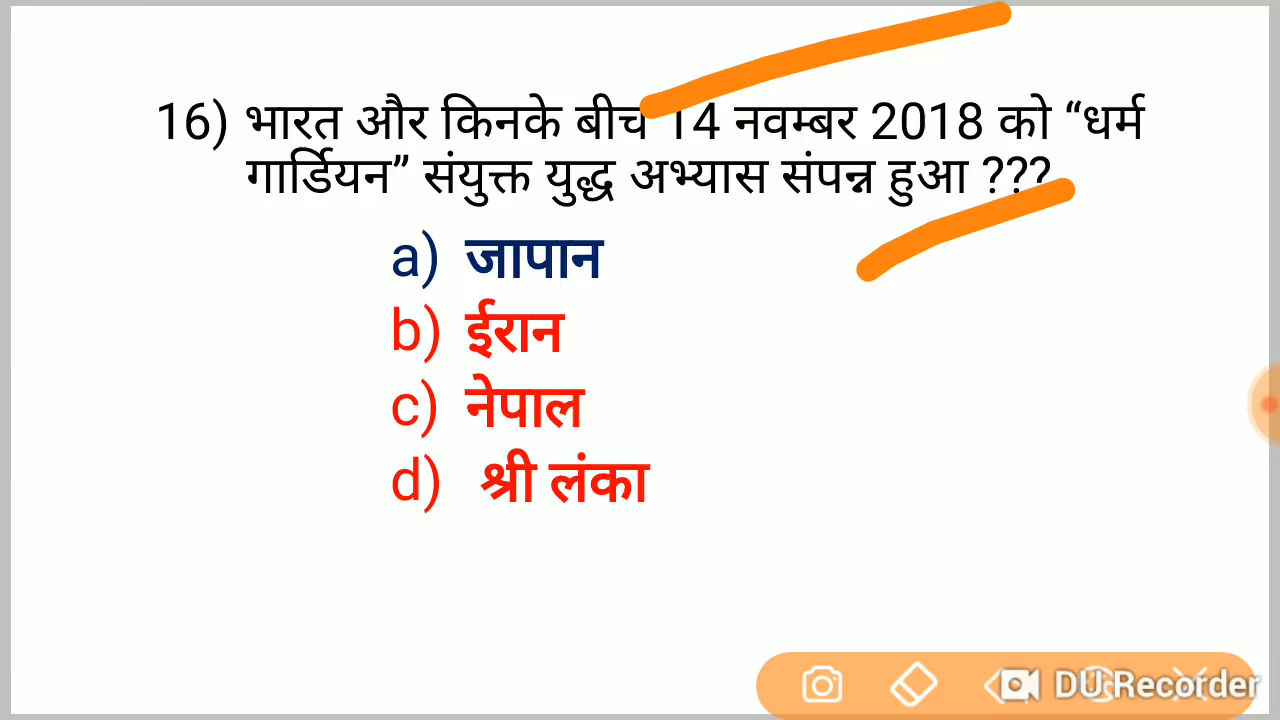 16) भारत और किनके बीच 14 नवम्बर 2018 को “धर्म
गार्डियन” संयुक्त युद्ध अभ्यास संपन्न हुआ ???
a) जापान
b) ईरान
c) नेपाल
d) श्री लंका
DU Recorder